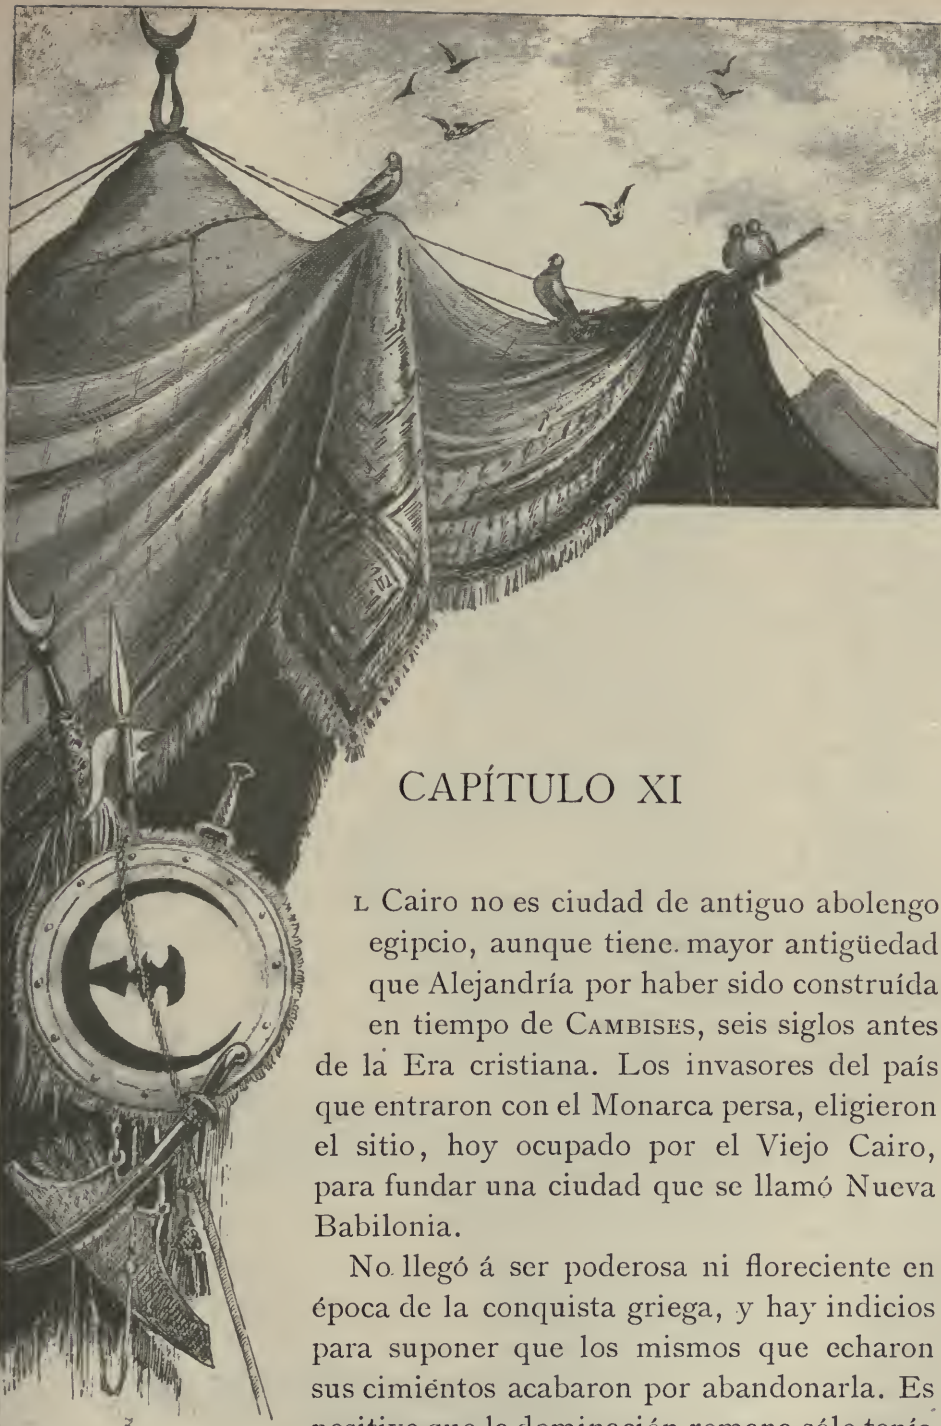 CAPÍTULO XI
L Cairo no es ciudad de antiguo abolengo
egipcio, aunque tiene mayor antigüedad
que Alejandría por haber sido construída
en tiempo de CAMBISES, seis siglos antes
de la Era cristiana. Los invasores del país
que entraron con el Monarca persa, eligieron
el sitio, hoy ocupado por el Viejo Cairo,
para fundar una ciudad que se llamó Nueva
Babilonia.
No llegó á ser poderosa ni floreciente en
época de la conquista griega, y hay indicios
para suponer que los mismos que echaron
sus cimientos acabaron por abandonarla. Es